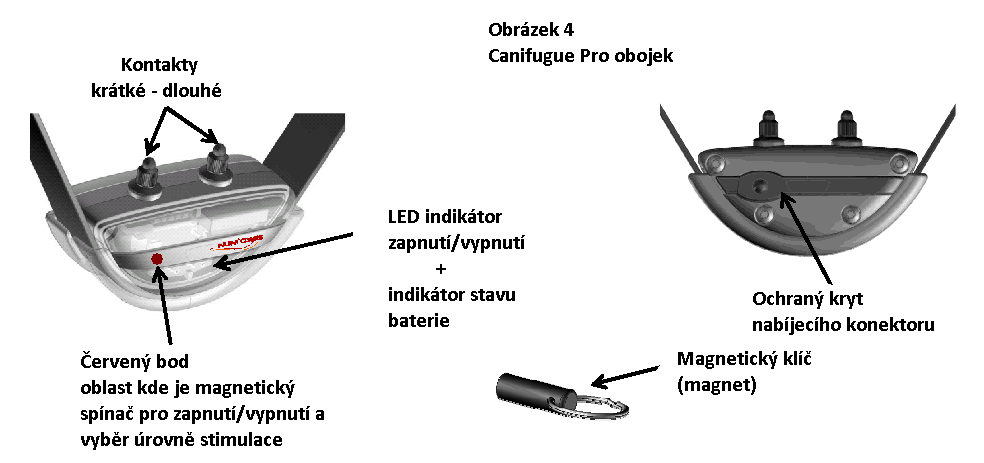 Obrázek 4
Canifugue Pro obojek
Kontakty
krátké - dlouhé
LED indikátor
zapnutí/vypnutí
+
indikátor stavu
baterie
Ochraný kryt
nabíjecího konektoru
Červený bod
oblast kde je magnetický
spínač pro zapnutí/vypnutí a
vyběr úrovně stimulace
Magnetický klíč
(magnet)